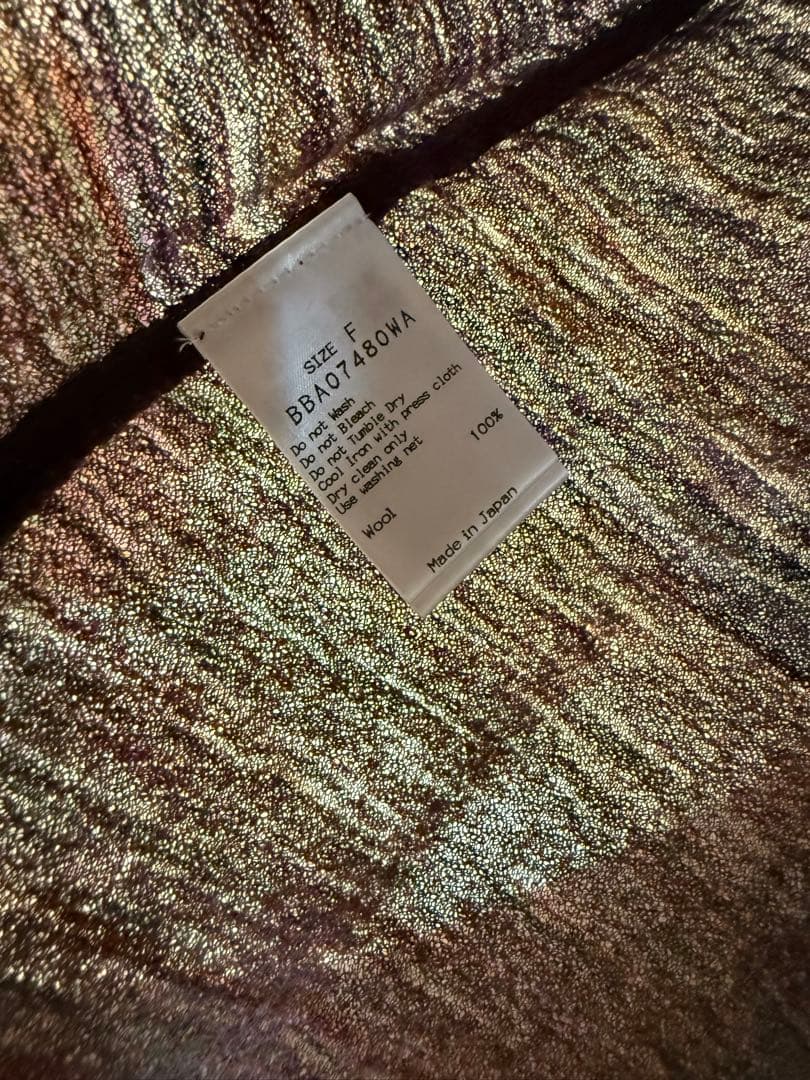 SIZE F
BBA07480WA
Do not Wash
Do not Bleach
Do not Tumble Dry
Cool Iron with press cloth
Dry clean only
Use washing net
Wool 100%
Made in Japan